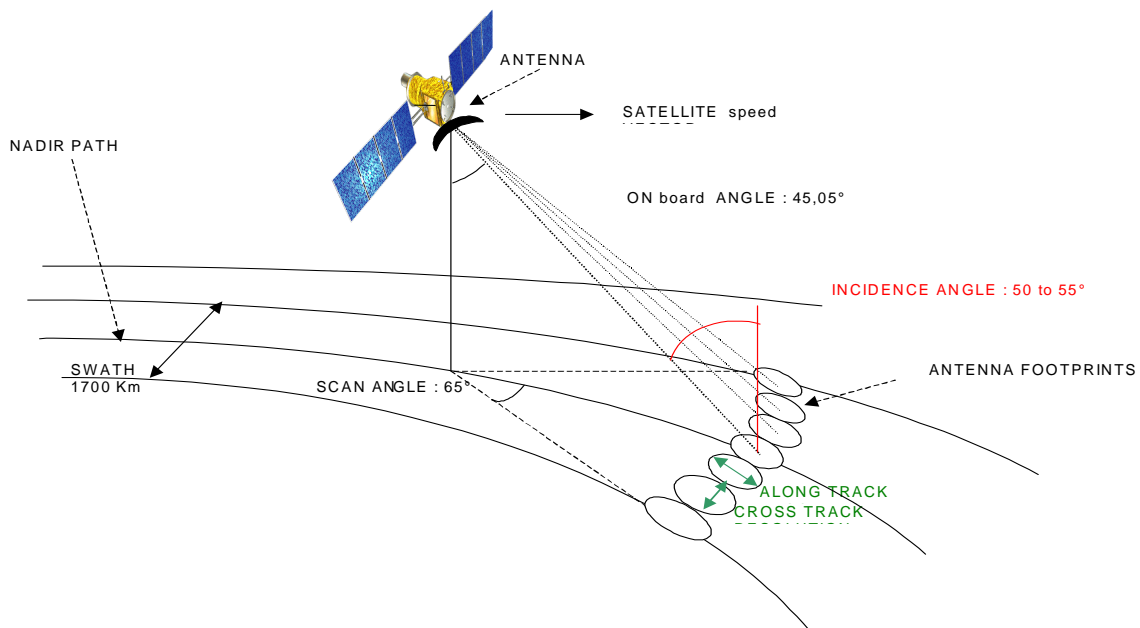 ANTENNA
SATELLITE speed
NADIR PATH
ON board ANGLE : 45,05°
INCIDENCE ANGLE : 50 to 55°
SWATH
1700 Km
SCAN ANGLE : 65°
ANTENNA FOOTPRINTS
ALONG TRACK
CROSS TRACK